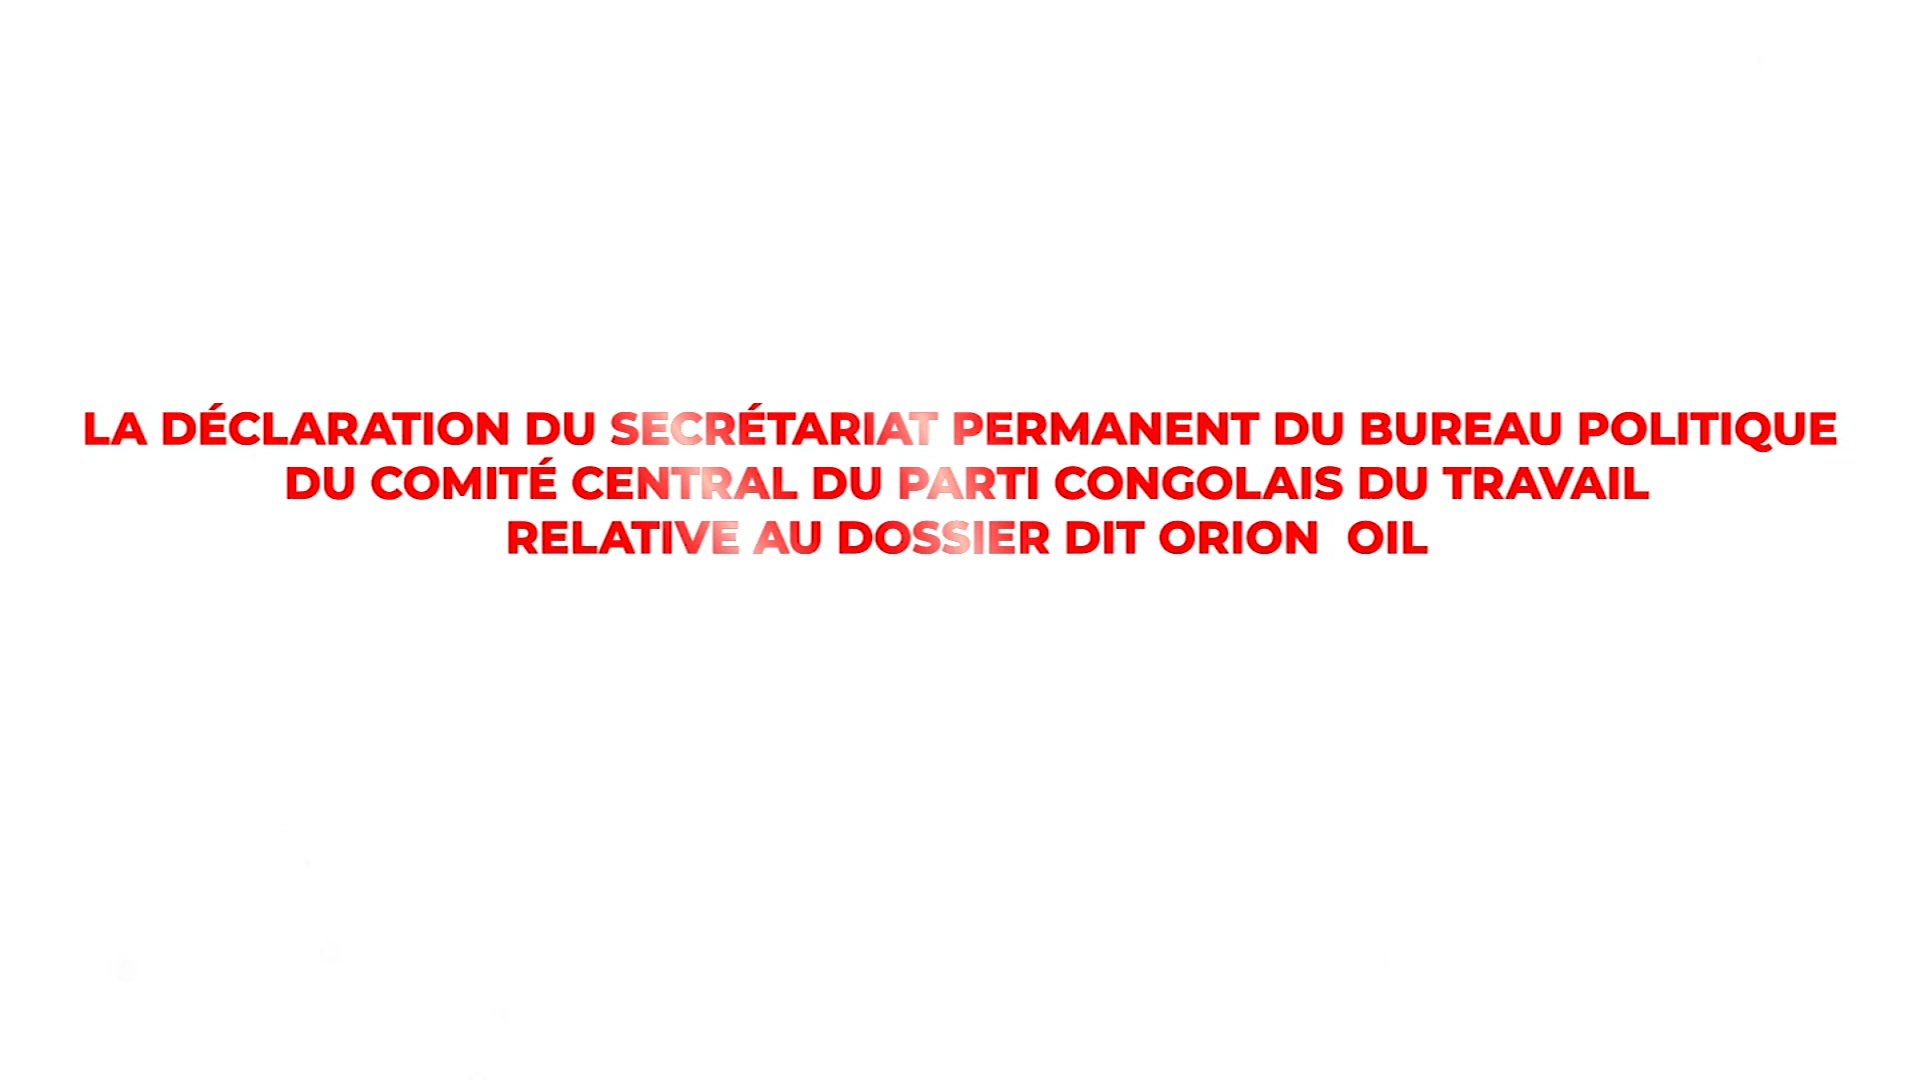 LA DÉCLARATION DU SECRÉTARIAT PERMANENT DU BUREAU POLITIQUE
DU COMITÉ CENTRAL DU PARTI CONGOLAIS DU TRAVAIL
RELATIVE AU DOSSIER DIT ORION  OIL